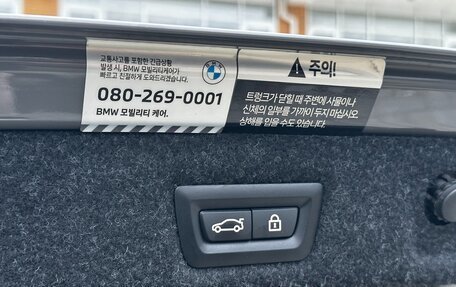 교통사고를 포함한 긴급상황
발생 시, BMW 모빌리티케어가
빠르고 친절하게 도와드리겠습니다.
080-269-0001
BMW 모빌리티 케어.
주의!
트렁크가 닫힐 때 주변에 사물이나
신체의 일부를 가까이 두지 마십시오
상해를 입을 수도 있습니다.